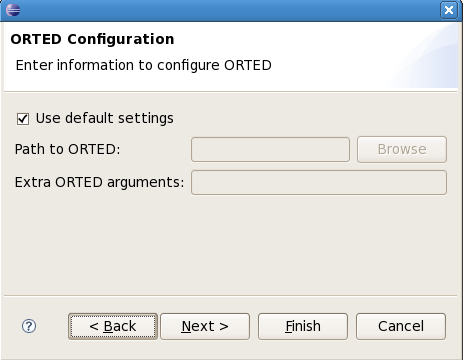 ORTED Configuration
Enter information to configure ORTED
Use default settings
Path to ORTED: Browse
Extra ORTED arguments:
? < Back Next > Finish Cancel